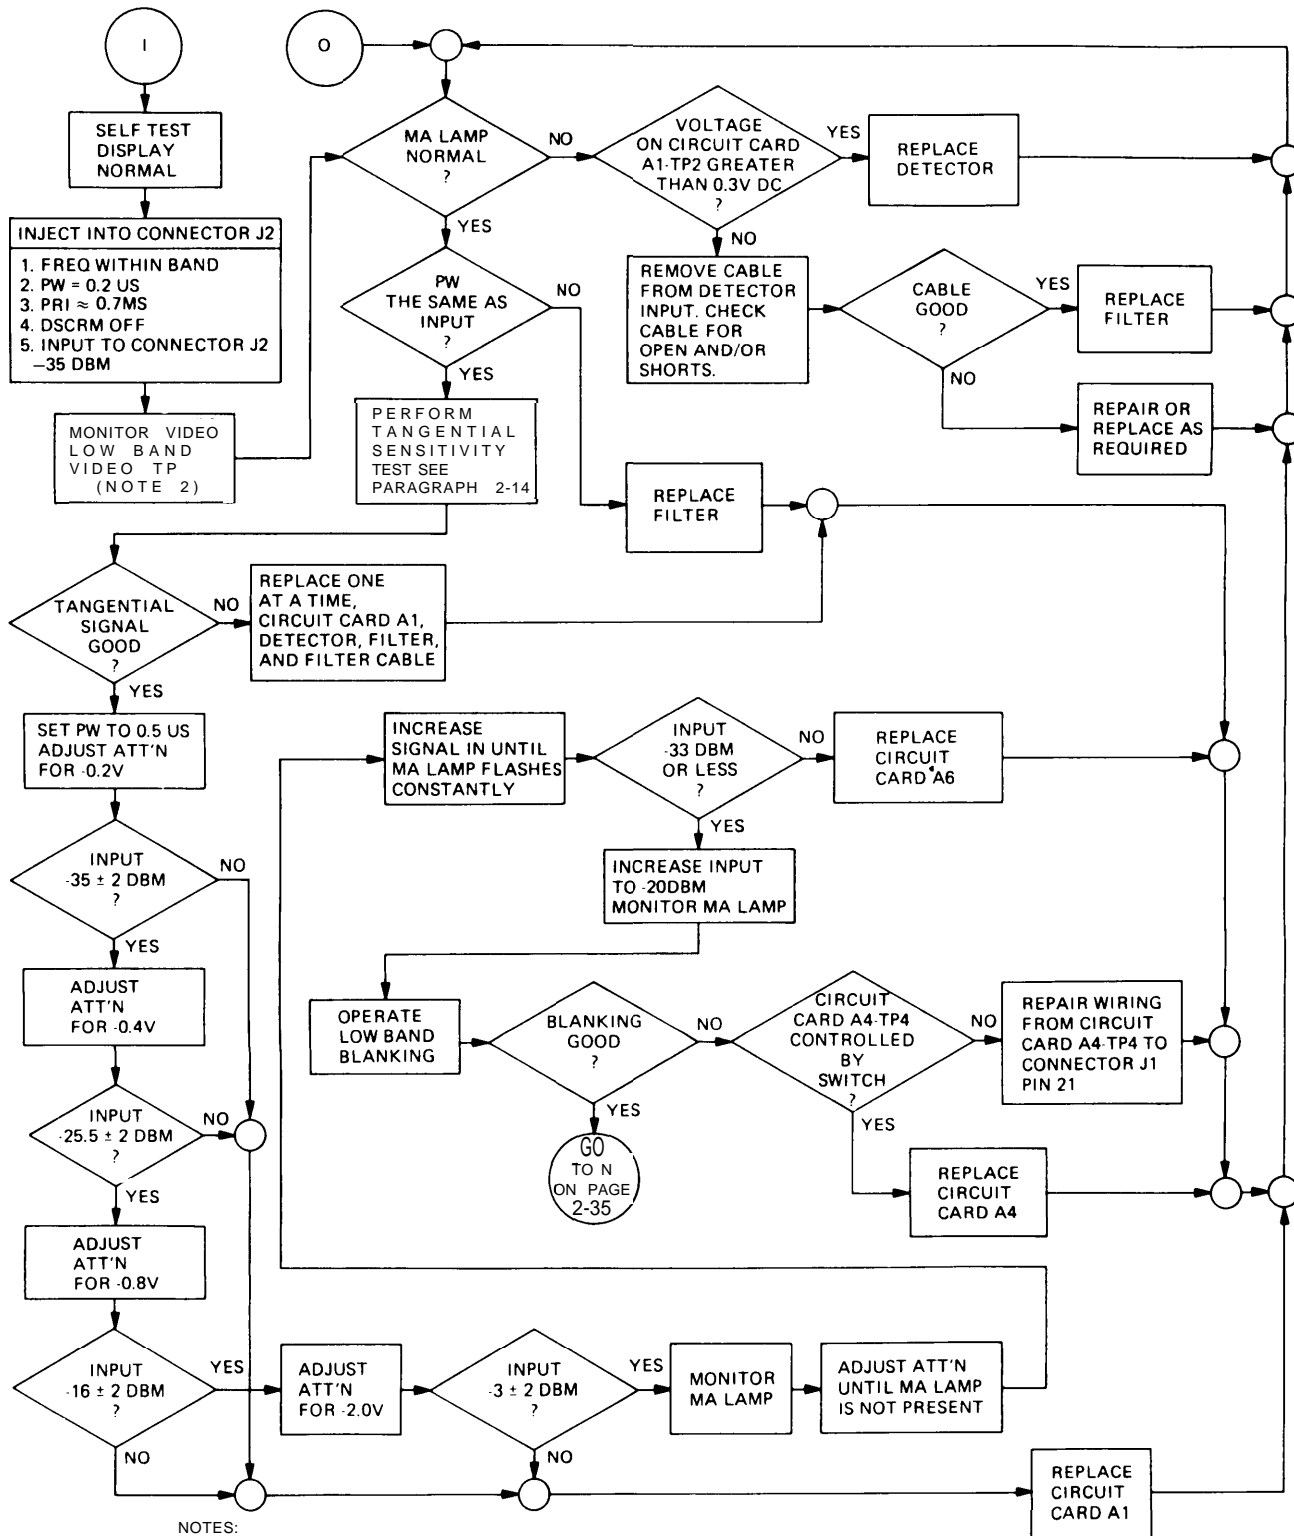 I
O
SELF TEST
DISPLAY
NORMAL
INJECT INTO CONNECTOR J2
1. FREQ WITHIN BAND
2. PW = 0.2 US
3. PRI ≈ 0.7MS
4. DSCRM OFF
5. INPUT TO CONNECTOR J2
–35 DBM
MONITOR VIDEO
LOW BAND
VIDEO TP
(NOTE 2)
MA LAMP
NORMAL
?
NO
YES
VOLTAGE
ON CIRCUIT CARD
A1-TP2 GREATER
THAN 0.3V DC
?
YES
NO
REPLACE
DETECTOR
PW
THE SAME AS
INPUT
?
NO
YES
REMOVE CABLE
FROM DETECTOR
INPUT. CHECK
CABLE FOR
OPEN AND/OR
SHORTS.
CABLE
GOOD
?
YES
NO
REPLACE
FILTER
REPAIR OR
REPLACE AS
REQUIRED
PERFORM
TANGENTIAL
SENSITIVITY
TEST SEE
PARAGRAPH 2-14
REPLACE
FILTER
TANGENTIAL
SIGNAL
GOOD
?
NO
YES
REPLACE ONE
AT A TIME,
CIRCUIT CARD A1,
DETECTOR, FILTER,
AND FILTER CABLE
SET PW TO 0.5 US
ADJUST ATT'N
FOR -0.2V
INCREASE
SIGNAL IN UNTIL
MA LAMP FLASHES
CONSTANTLY
INPUT
-33 DBM
OR LESS
?
NO
YES
REPLACE
CIRCUIT
CARD A6
INPUT
-35 ± 2 DBM
?
NO
YES
INCREASE INPUT
TO -20DBM
MONITOR MA LAMP
ADJUST
ATT'N
FOR -0.4V
OPERATE
LOW BAND
BLANKING
BLANKING
GOOD
?
NO
YES
CIRCUIT
CARD A4-TP4
CONTROLLED
BY
SWITCH
?
NO
YES
REPAIR WIRING
FROM CIRCUIT
CARD A4-TP4 TO
CONNECTOR J1
PIN 21
INPUT
-25.5 ± 2 DBM
?
NO
YES
GO
TO N
ON PAGE
2-35
REPLACE
CIRCUIT
CARD A4
ADJUST
ATT'N
FOR -0.8V
INPUT
-16 ± 2 DBM
?
YES
NO
ADJUST
ATT'N
FOR -2.0V
INPUT
-3 ± 2 DBM
?
YES
NO
MONITOR
MA LAMP
ADJUST ATT'N
UNTIL MA LAMP
IS NOT PRESENT
REPLACE
CIRCUIT
CARD A1
NOTES: